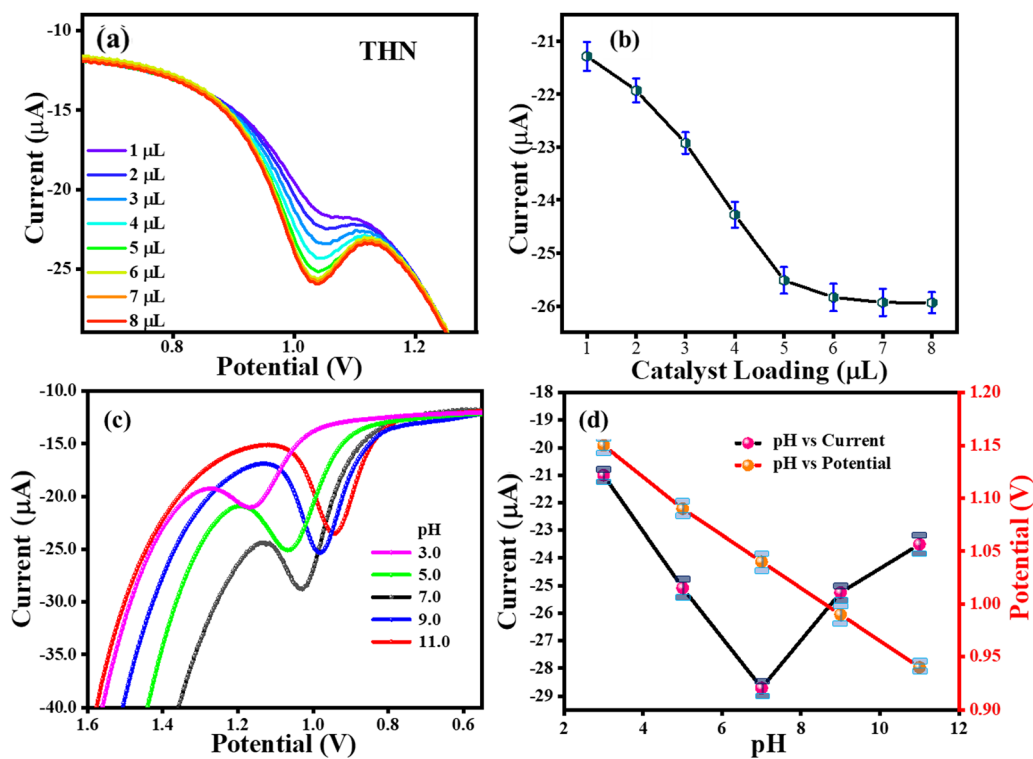 (a)
THN
Current (µA)
-10
-15
-20
-25
1 µL
2 µL
3 µL
4 µL
5 µL
6 µL
7 µL
8 µL
0.8
1.0
1.2
Potential (V)
(b)
Current (µA)
-21
-22
-23
-24
-25
-26
1 2 3 4 5 6 7 8
Catalyst Loading (µL)
(c)
Current (µA)
-10.0
-15.0
-20.0
-25.0
-30.0
-35.0
-40.0
pH
3.0
5.0
7.0
9.0
11.0
1.6 1.4 1.2 1.0 0.8 0.6
Potential (V)
(d)
Current (µA)
-18
-19
-20
-21
-22
-23
-24
-25
-26
-27
-28
-29
pH vs Current
pH vs Potential
1.20
1.15
1.10
1.05
1.00
0.95
0.90
Potential (V)
2 4 6 8 10 12
pH